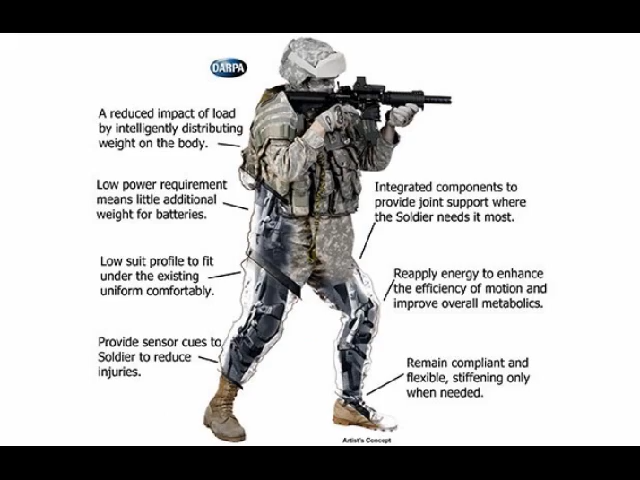 DARPA
A reduced impact of load
by intelligently distributing
weight on the body.
Low power requirement
means little additional
weight for batteries.
Low suit profile to fit
under the existing
uniform comfortably.
Provide sensor cues to
Soldier to reduce
injuries.
Integrated components to
provide joint support where
the Soldier needs it most.
Reapply energy to enhance
the efficiency of motion and
improve overall metabolics.
Remain compliant and
flexible, stiffening only
when needed.
Artist's Concept